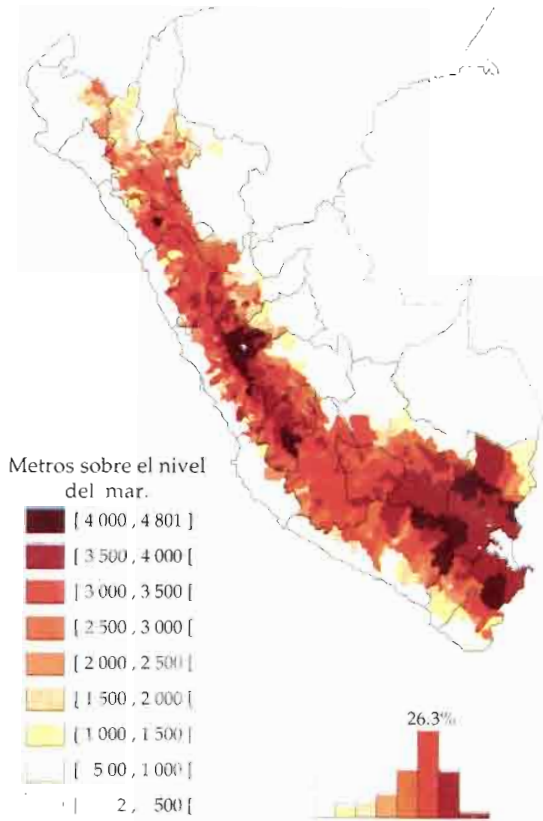 Metros sobre el nivel
del mar.
[ 4 000 , 4 801 ]
[ 3 500 , 4 000 [
[ 3 000 , 3 500 [
[ 2 500 , 3 000 [
[ 2 000 , 2 500 [
[ 1 500 , 2 000 [
[ 1 000 , 1 500 [
[ 500 , 1 000 [
[ 2 , 500 [
26.3%